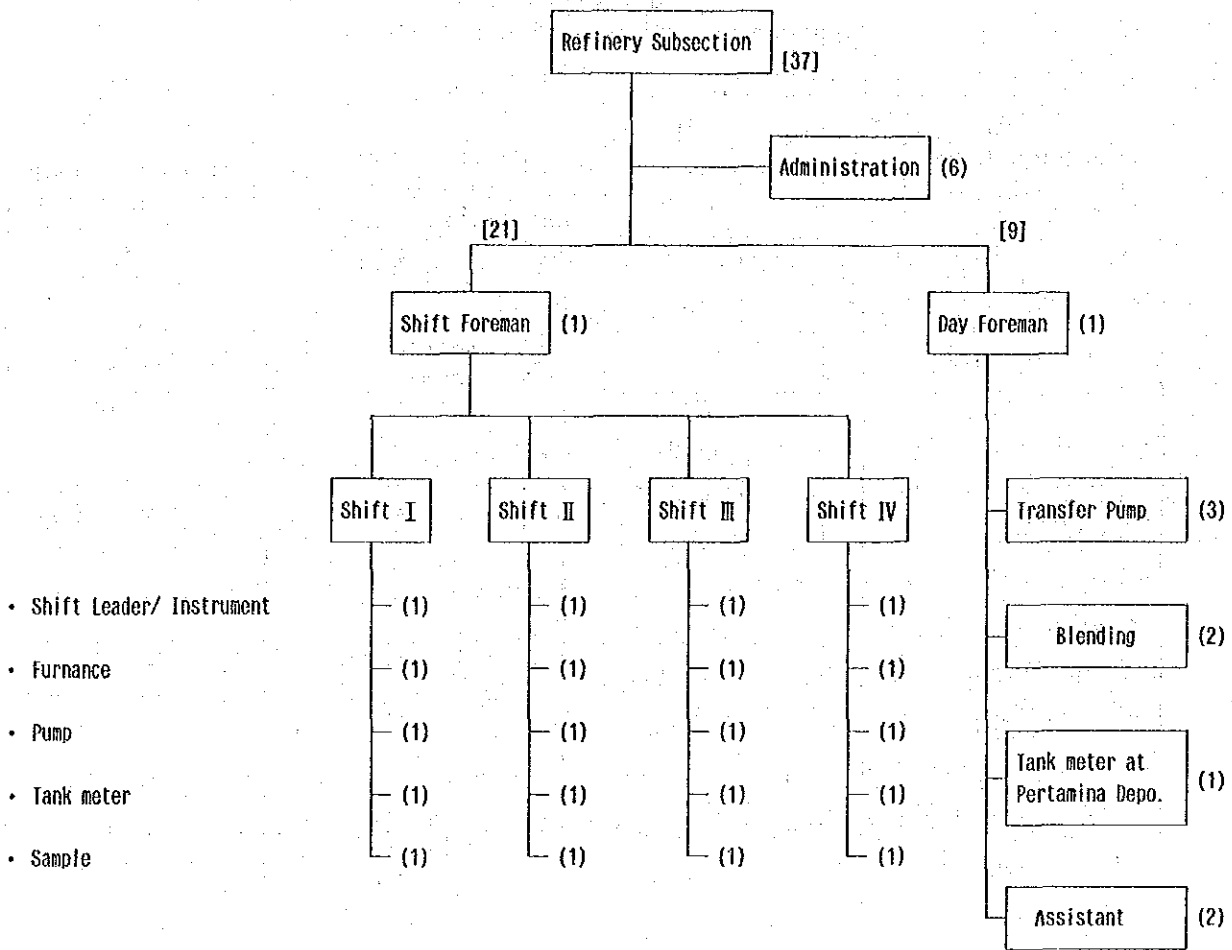 Refinery Subsection
[37]
Administration (6)
[21] [9]
Shift Foreman (1) Day Foreman (1)
Shift I Shift II Shift III Shift IV Transfer Pump (3)
• Shift Leader/ Instrument (1) (1) (1) (1)
Blending (2)
• Furnance (1) (1) (1) (1)
• Pump (1) (1) (1) (1)
Tank meter at
Pertamina Depo. (1)
• Tank meter (1) (1) (1) (1)
• Sample (1) (1) (1) (1)
Assistant (2)